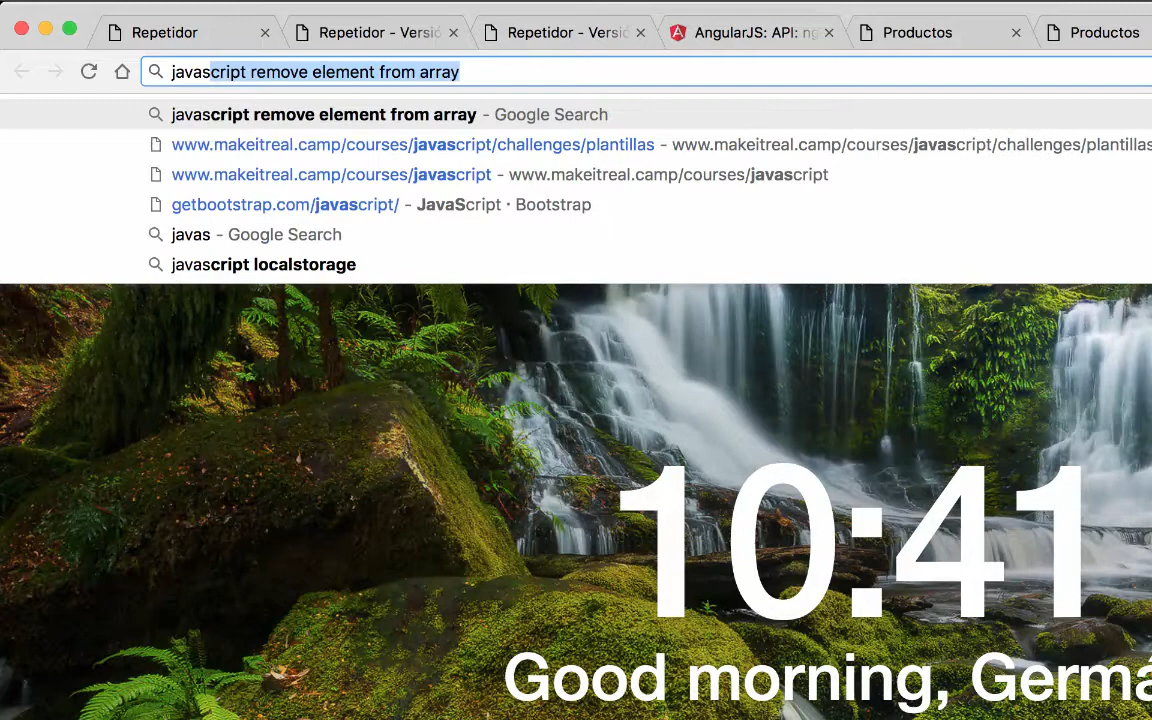 Repetidor
Repetidor - Versió
Repetidor - Versic
AngularJS: API: ng
Productos
Productos
javascript remove element from array
javascript remove element from array - Google Search
www.makeitreal.camp/courses/javascript/challenges/plantillas - www.makeitreal.camp/courses/javascript/challenges/plantillas
www.makeitreal.camp/courses/javascript - www.makeitreal.camp/courses/javascript
getbootstrap.com/javascript/ - JavaScript · Bootstrap
javas - Google Search
javascript localstorage
10:41
Good morning, Germá